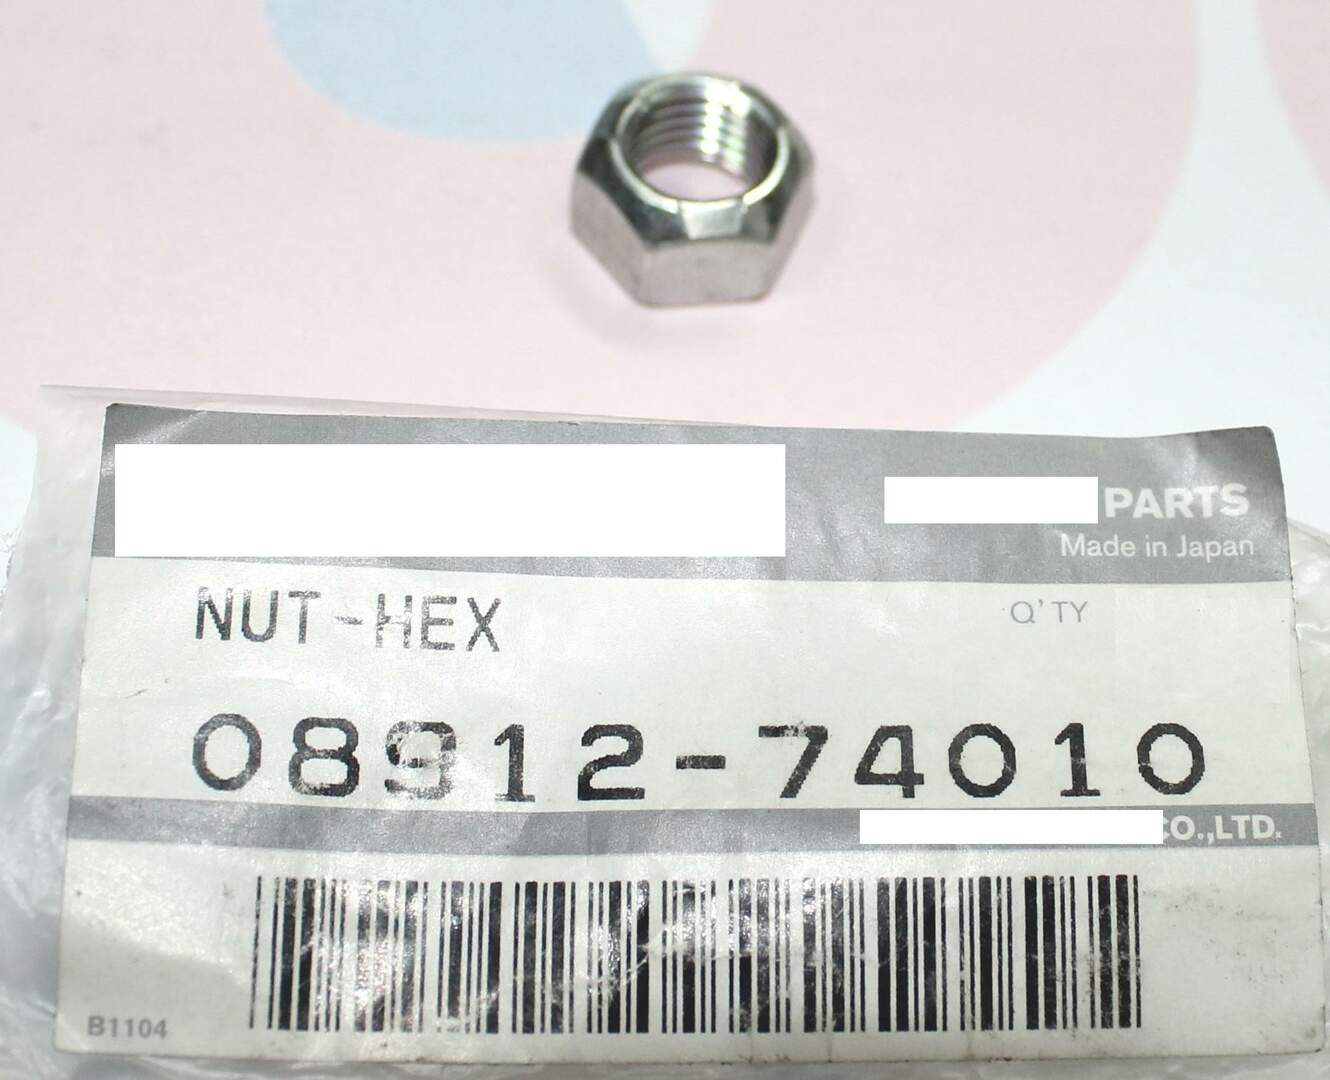 PARTS
Made in Japan
NUT-HEX
Q'TY
08912-74010
CO.,LTD.
B1104